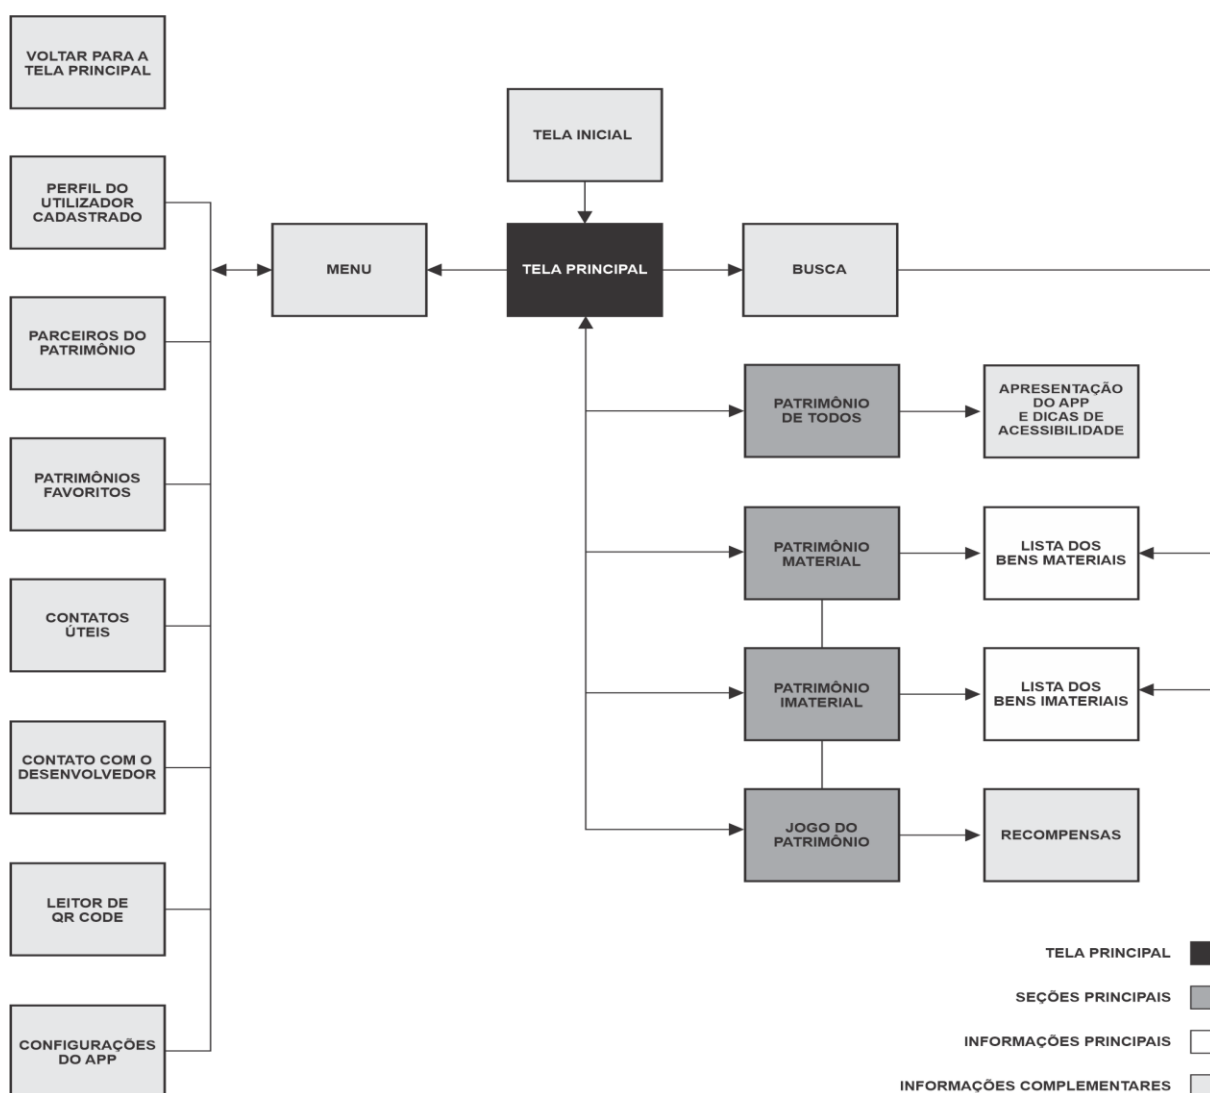 VOLTAR PARA A
TELA PRINCIPAL
TELA INICIAL
PERFIL DO
UTILIZADOR
CADASTRADO
MENU
TELA PRINCIPAL
BUSCA
PARCEIROS DO
PATRIMÔNIO
PATRIMÔNIO
DE TODOS
APRESENTAÇÃO
DO APP
E DICAS DE
ACESSIBILIDADE
PATRIMÔNIOS
FAVORITOS
PATRIMÔNIO
MATERIAL
LISTA DOS
BENS MATERIAIS
CONTATOS
ÚTEIS
PATRIMÔNIO
IMATERIAL
LISTA DOS
BENS IMATERIAIS
CONTATO COM O
DESENVOLVEDOR
JOGO DO
PATRIMÔNIO
RECOMPENSAS
LEITOR DE
QR CODE
CONFIGURAÇÕES
DO APP
TELA PRINCIPAL
SEÇÕES PRINCIPAIS
INFORMAÇÕES PRINCIPAIS
INFORMAÇÕES COMPLEMENTARES